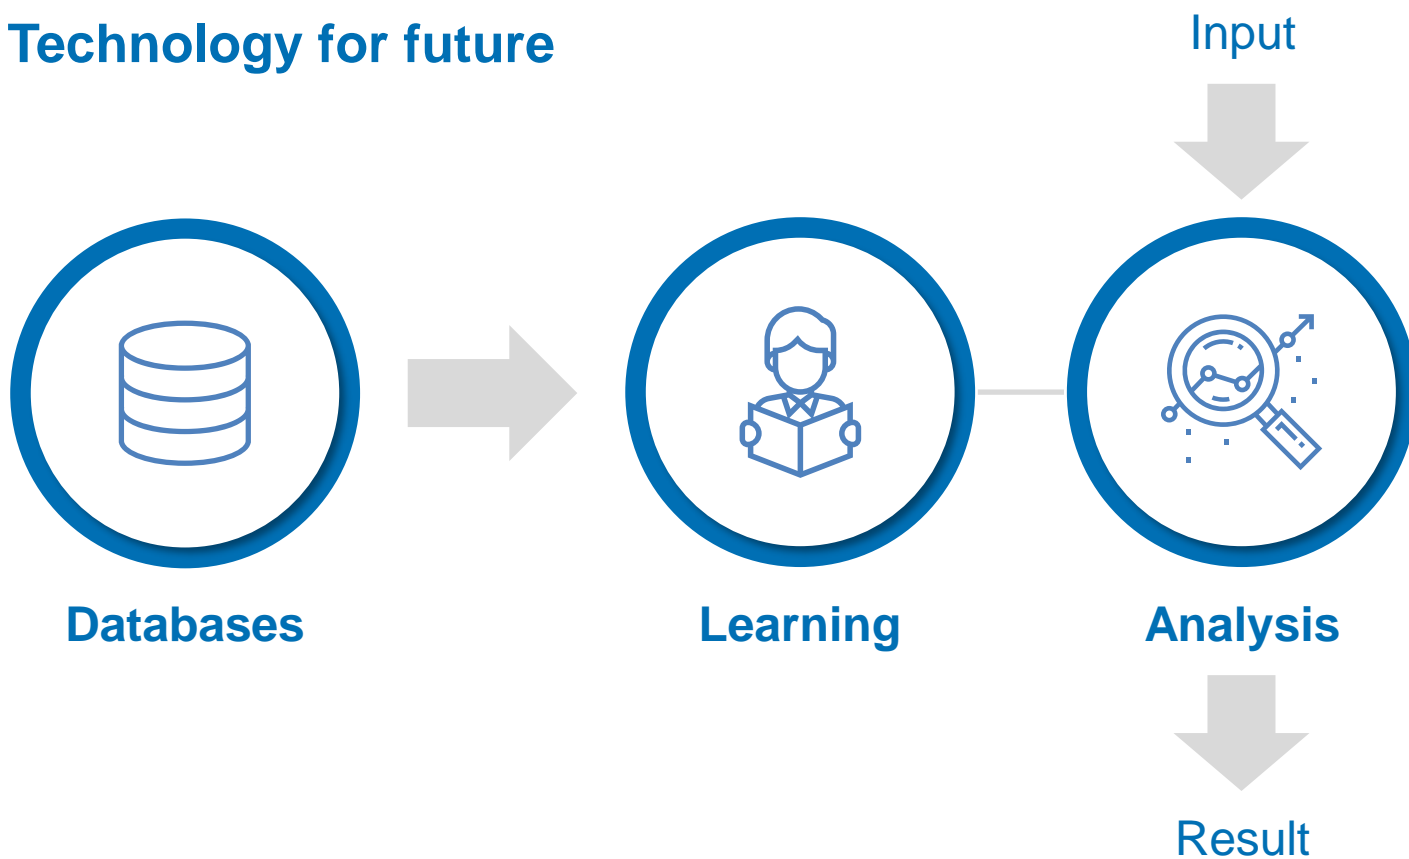 Technology for future
Input
Databases
Learning
Analysis
Result